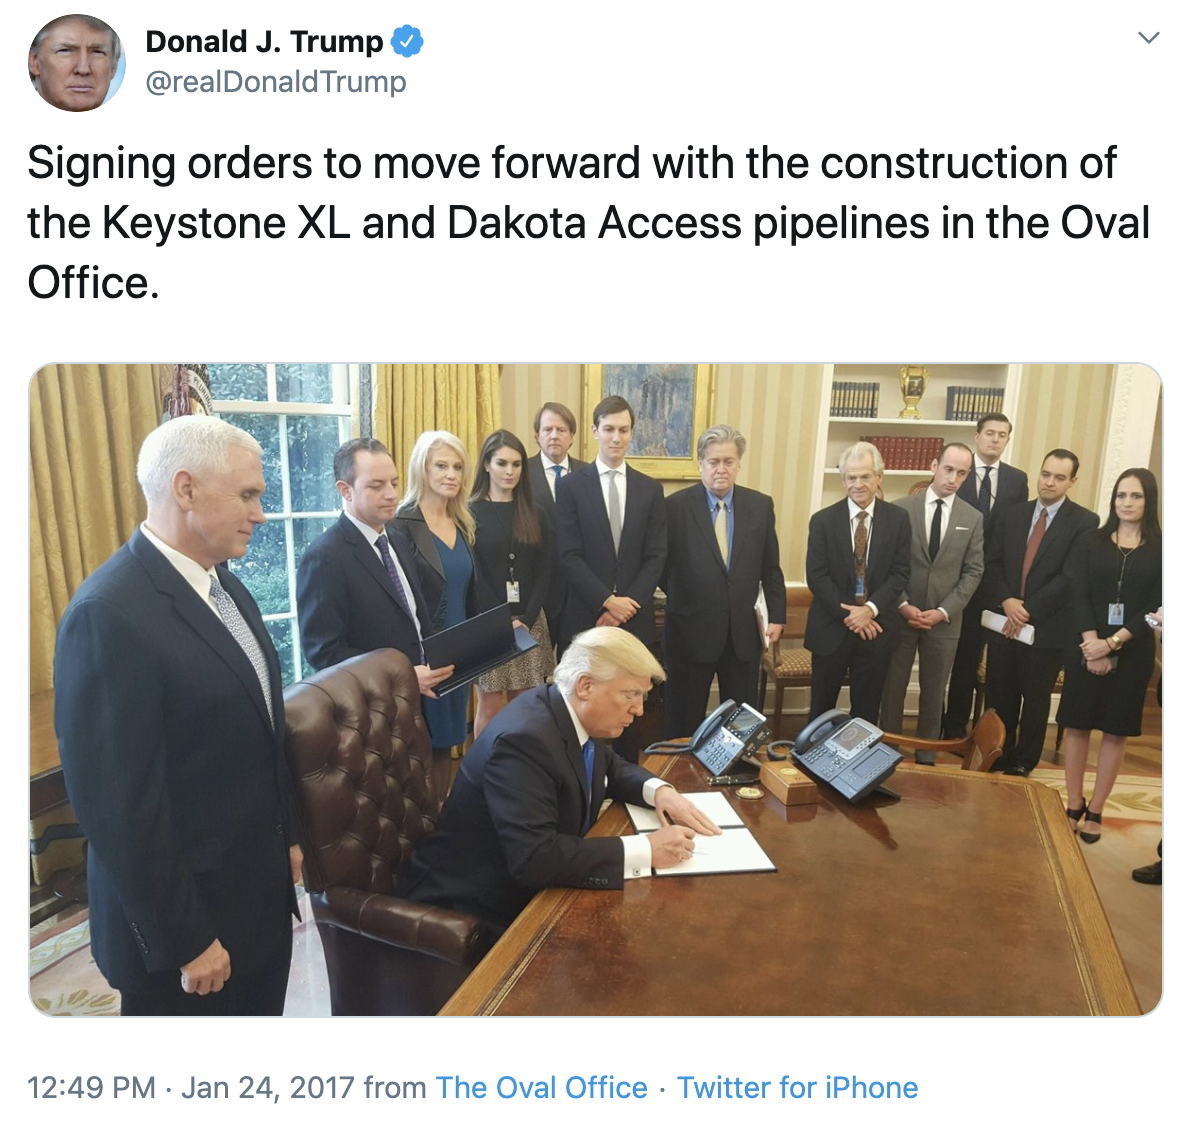 Donald J. Trump
@realDonaldTrump
Signing orders to move forward with the construction of
the Keystone XL and Dakota Access pipelines in the Oval
Office.
12:49 PM · Jan 24, 2017 from The Oval Office · Twitter for iPhone